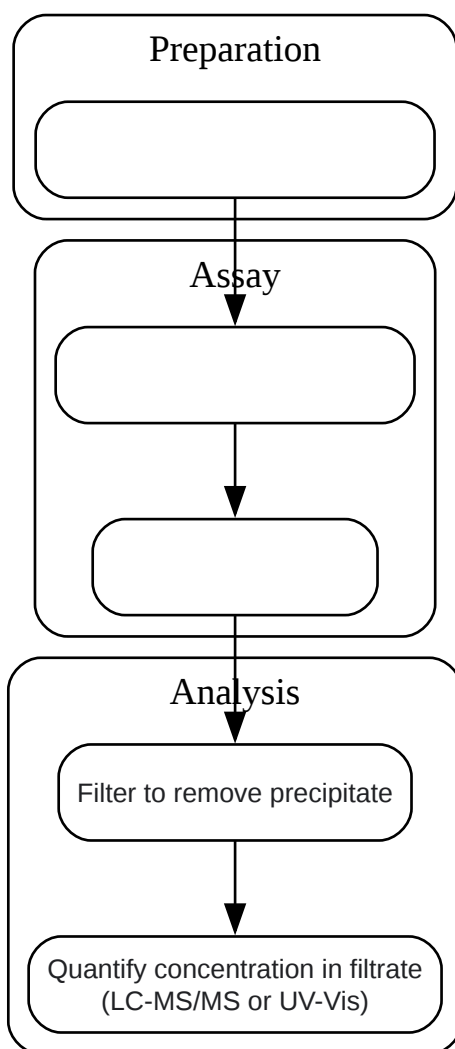 Preparation
Assay
Analysis
Filter to remove precipitate
Quantify concentration in filtrate
(LC-MS/MS or UV-Vis)